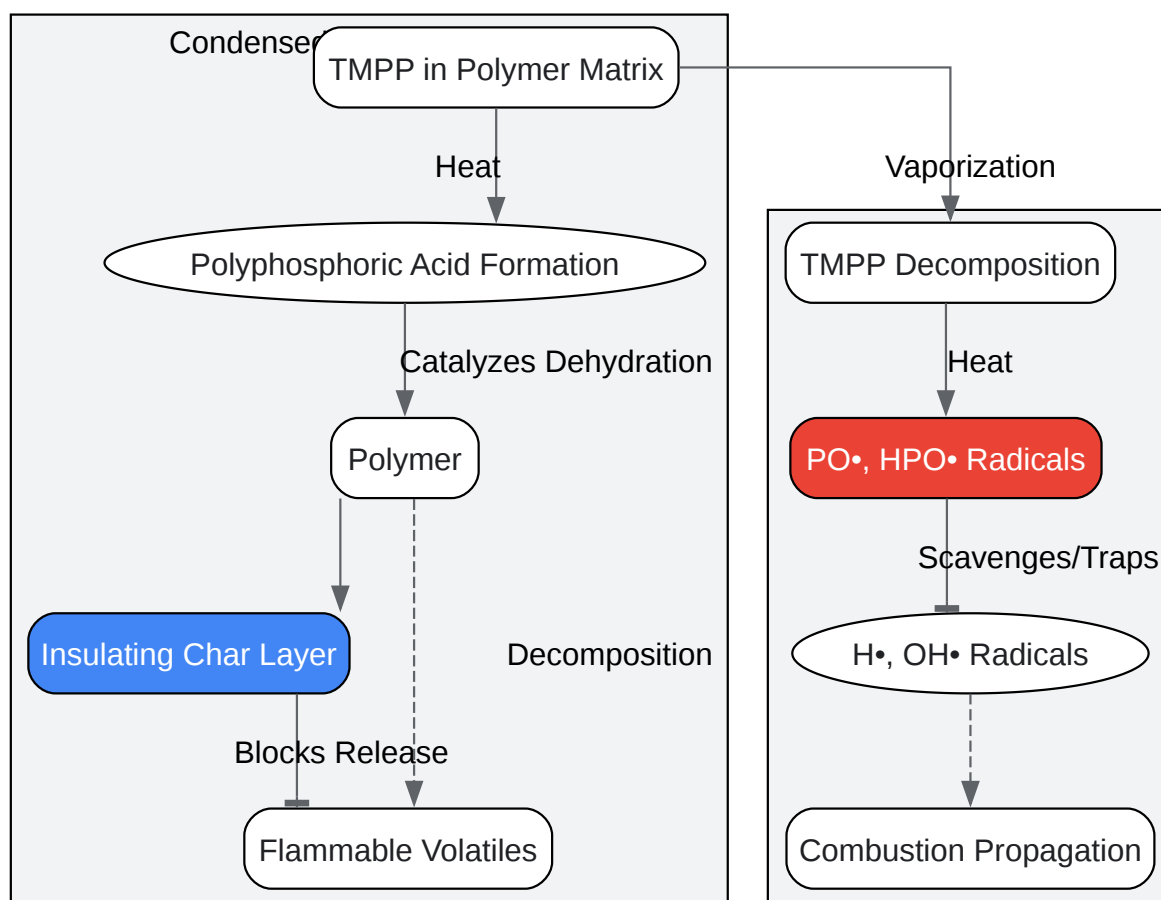 Condensed
TMPP in Polymer Matrix
Heat
Vaporization
Polyphosphoric Acid Formation
TMPP Decomposition
Catalyzes Dehydration
Heat
Polymer
PO•, HPO• Radicals
Scavenges/Traps
Insulating Char Layer
Decomposition
H•, OH• Radicals
Blocks Release
Flammable Volatiles
Combustion Propagation